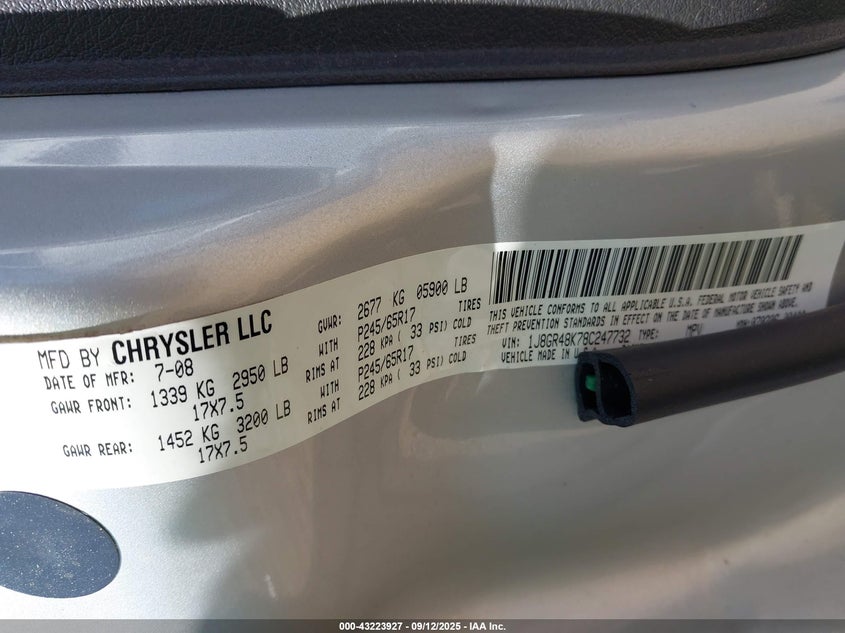 MFD BY CHRYSLER LLC
DATE OF MFR: 7-08
GVWR: 2677 KG 05900 LB
GAWR FRONT: 1339 KG 2950 LB WITH P245/65R17 TIRES
17X7.5 RIMS AT 228 KPA ( 33 PSI) COLD
GAWR REAR: 1452 KG 3200 LB WITH P245/65R17 TIRES
17X7.5 RIMS AT 228 KPA ( 33 PSI) COLD
THIS VEHICLE CONFORMS TO ALL APPLICABLE U.S.A. FEDERAL MOTOR VEHICLE SAFETY AND
THEFT PREVENTION STANDARDS IN EFFECT ON THE DATE OF MANUFACTURE SHOWN ABOVE.
VIN: 1J8GR48K78C247732 TYPE: MPV
VEHICLE MADE IN U.S.A.
000-43223927 - 09/12/2025 - IAA Inc.